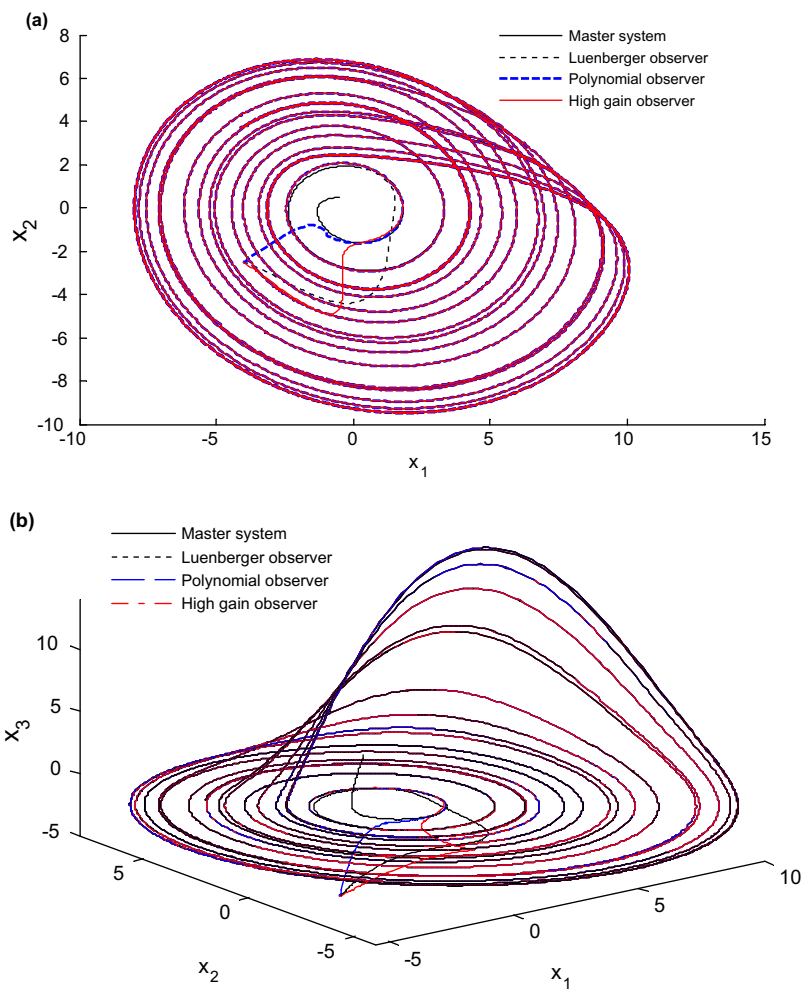 (a)
Master system
Luenberger observer
Polynomial observer
High gain observer
8
6
4
2
0
-2
-4
-6
-8
-10
x2
-10
-5
0
5
10
15
x1
(b)
Master system
Luenberger observer
Polynomial observer
High gain observer
10
5
0
-5
x3
5
0
-5
x2
-5
0
5
10
x1